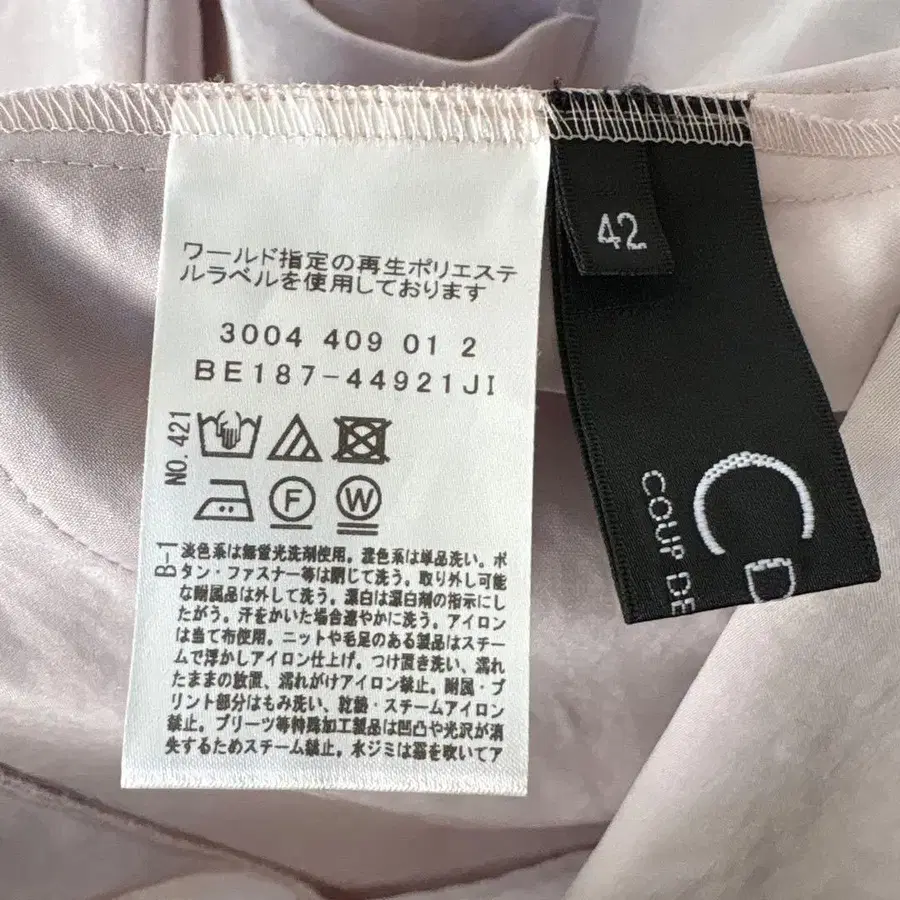 ワールド指定の再生ポリエステ
ルラベルを使用しております
3004 409 01 2
BE187-44921JI
NO.421
F
W
B-1
淡色系は無蛍光洗剤使用。濃色系は単品洗い。ボ
タン・ファスナー等は閉じて洗う。取り外し可能
な附属品は外して洗う。漂白は漂白剤の指示にし
たがう。汗をかいた場合速やかに洗う。アイロン
は当て布使用。ニットや毛足のある製品はスチー
ムで浮かしアイロン仕上げ。つけ置き洗い、濡れ
たままの放置、濡れがけアイロン禁止。附属・プ
リント部分はもみ洗い、乾燥・スチームアイロン
禁止。プリーツ等特殊加工製品は凹凸や光沢が消
失するためスチーム禁止。水ジミは霧を吹いてア
42
CD
COUP DE